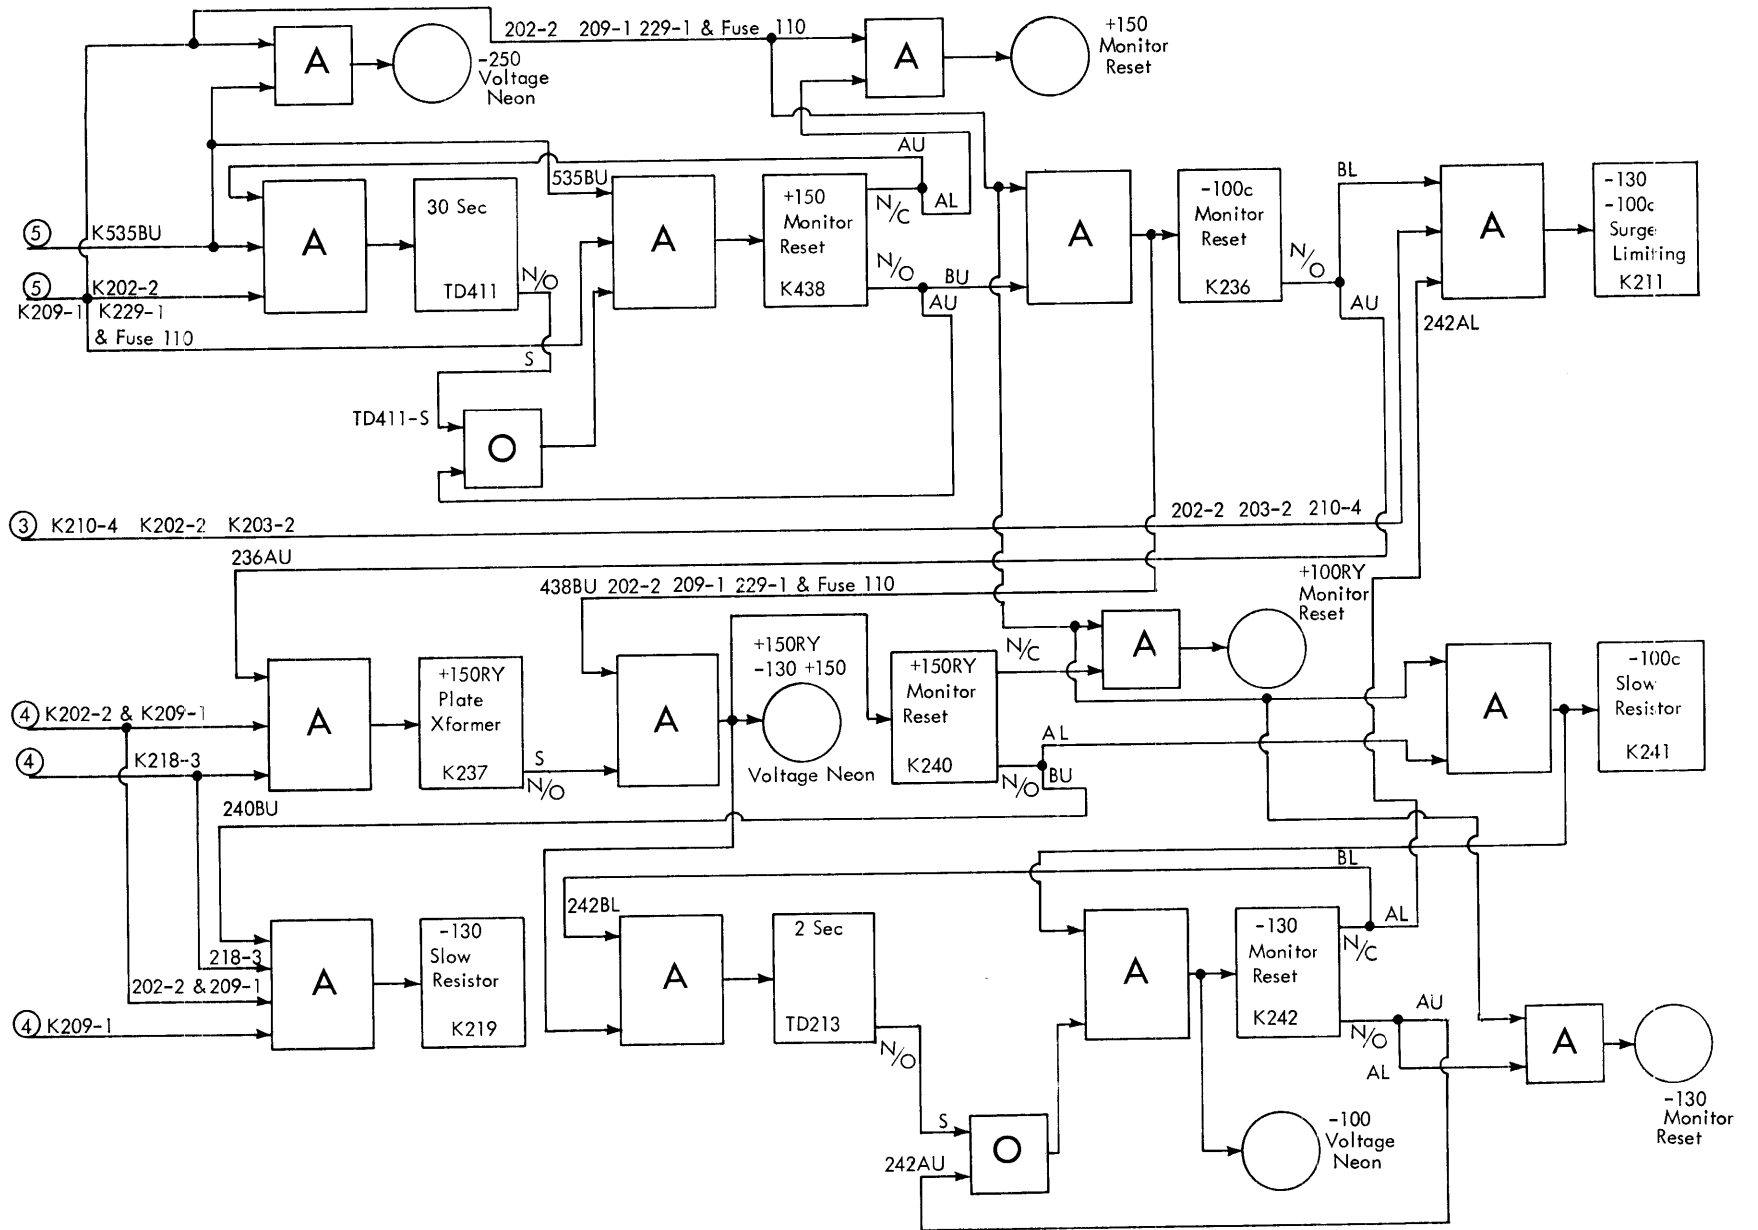 202-2 209-1 229-1 & Fuse 110
+150
Monitor
Reset
A
-250
Voltage
Neon
A
AU
535BU
BL
30 Sec
TD411
N/O
+150
Monitor
Reset
K438
N/C
AL
N/O
BU
AU
-100c
Monitor
Reset
K236
N/O
AU
-130
-100c
Surge
Limiting
K211
5
K535BU
A
A
A
A
5
K202-2
K209-1
K229-1
& Fuse 110
242AL
S
TD411-S
O
3
K210-4 K202-2 K203-2
202-2 203-2 210-4
236AU
438BU 202-2 209-1 229-1 & Fuse 110
+100RY
Monitor
Reset
N/C
A
+150RY
Plate
Xformer
K237
S
N/O
+150RY
-130 +150
Voltage Neon
+150RY
Monitor
Reset
K240
N/O
AL
BU
-100c
Slow
Resistor
K241
4
K202-2 & K209-1
A
A
A
4
K218-3
240BU
BL
242BL
218-3
202-2 & 209-1
4
K209-1
A
-130
Slow
Resistor
K219
A
2 Sec
TD213
N/O
A
-130
Monitor
Reset
K242
N/C
AL
N/O
AU
AL
A
-130
Monitor
Reset
S
O
242AU
-100
Voltage
Neon